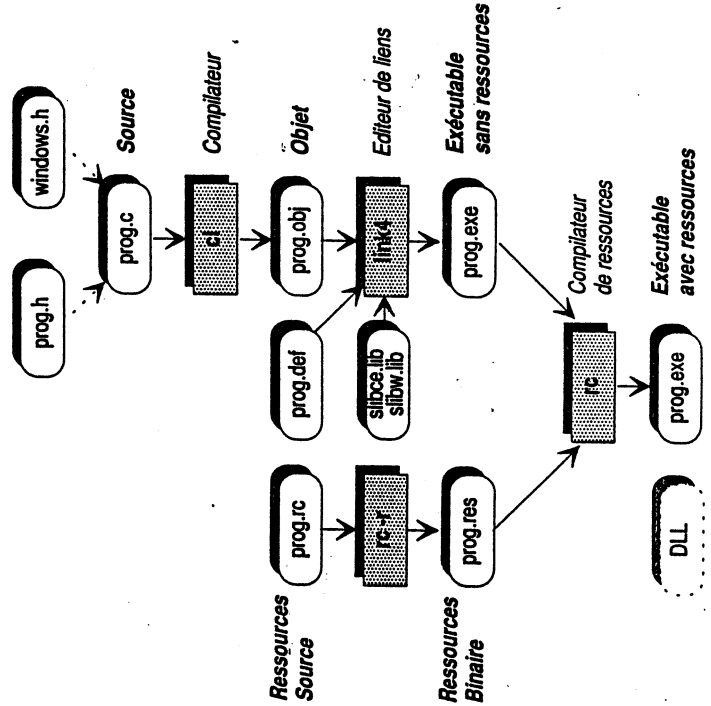 prog.h
windows.h
prog.c
Source
cl
Compilateur
prog.rc
prog.def
prog.obj
Objet
Ressources
Source
rc -r
slibce.lib
slibw.lib
link4
Editeur de liens
prog.res
prog.exe
Exécutable
sans ressources
Ressources
Binaire
rc
Compilateur
de ressources
DLL
prog.exe
Exécutable
avec ressources